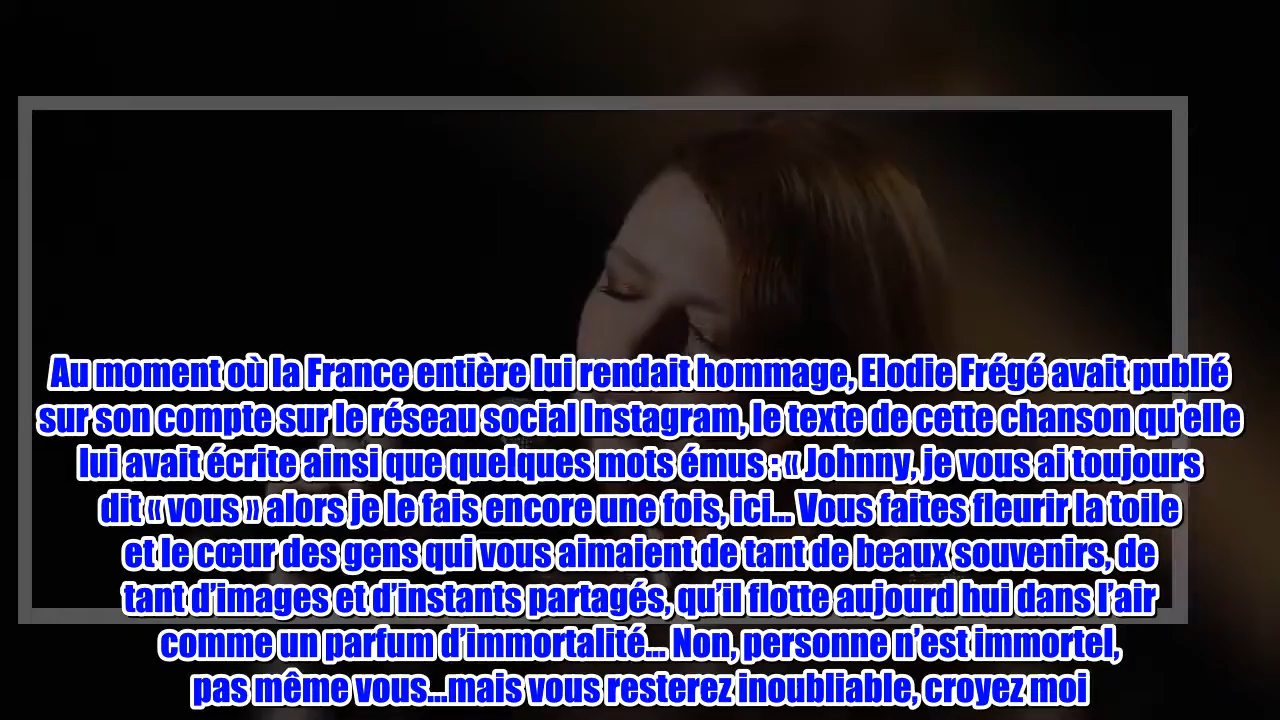 Au moment où la France entière lui rendait hommage, Elodie Frégé avait publié
sur son compte sur le réseau social Instagram, le texte de cette chanson qu'elle
lui avait écrite ainsi que quelques mots émus : « Johnny, je vous ai toujours
dit « vous » alors je le fais encore une fois, ici... Vous faites fleurir la toile
et le cœur des gens qui vous aimaient de tant de beaux souvenirs, de
tant d’images et d’instants partagés, qu’il flotte aujourd hui dans l’air
comme un parfum d’immortalité... Non, personne n’est immortel,
pas même vous...mais vous resterez inoubliable, croyez moi